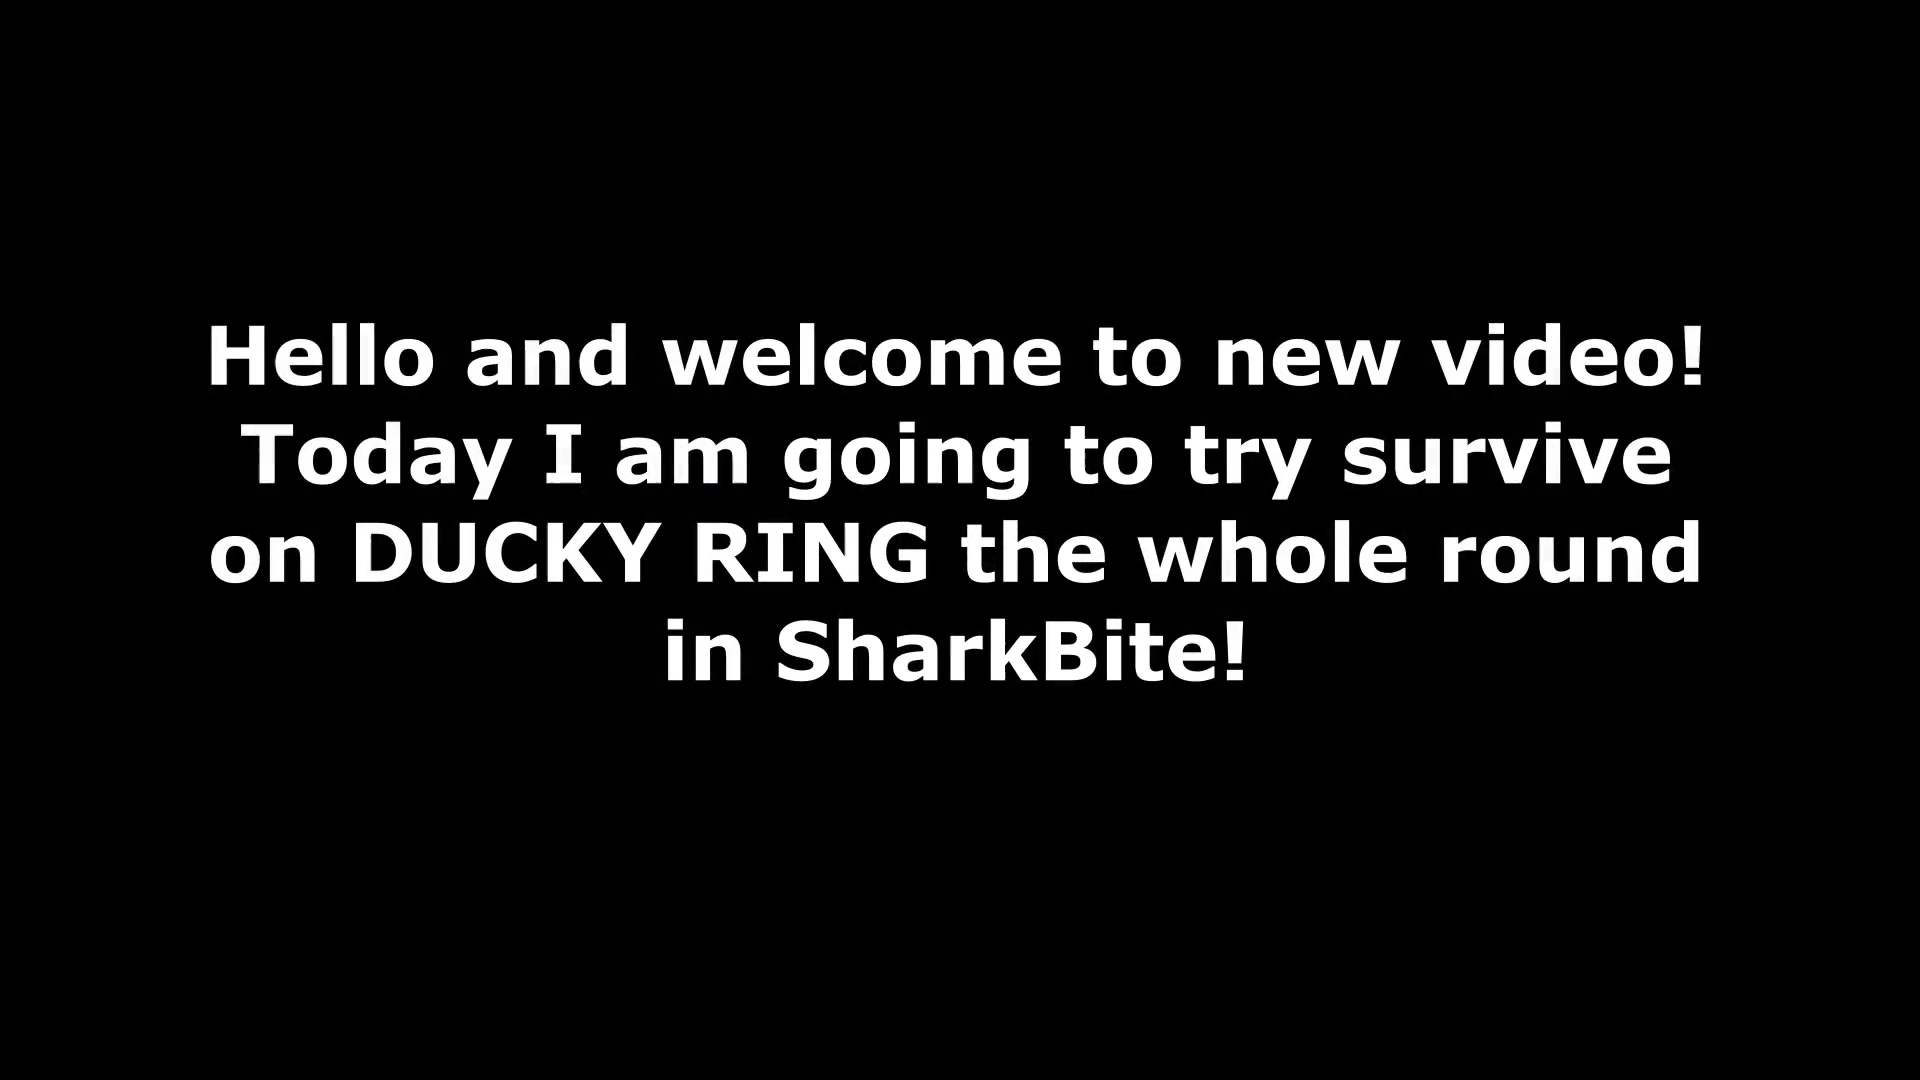 Hello and welcome to new video!
Today I am going to try survive
on DUCKY RING the whole round
in SharkBite!